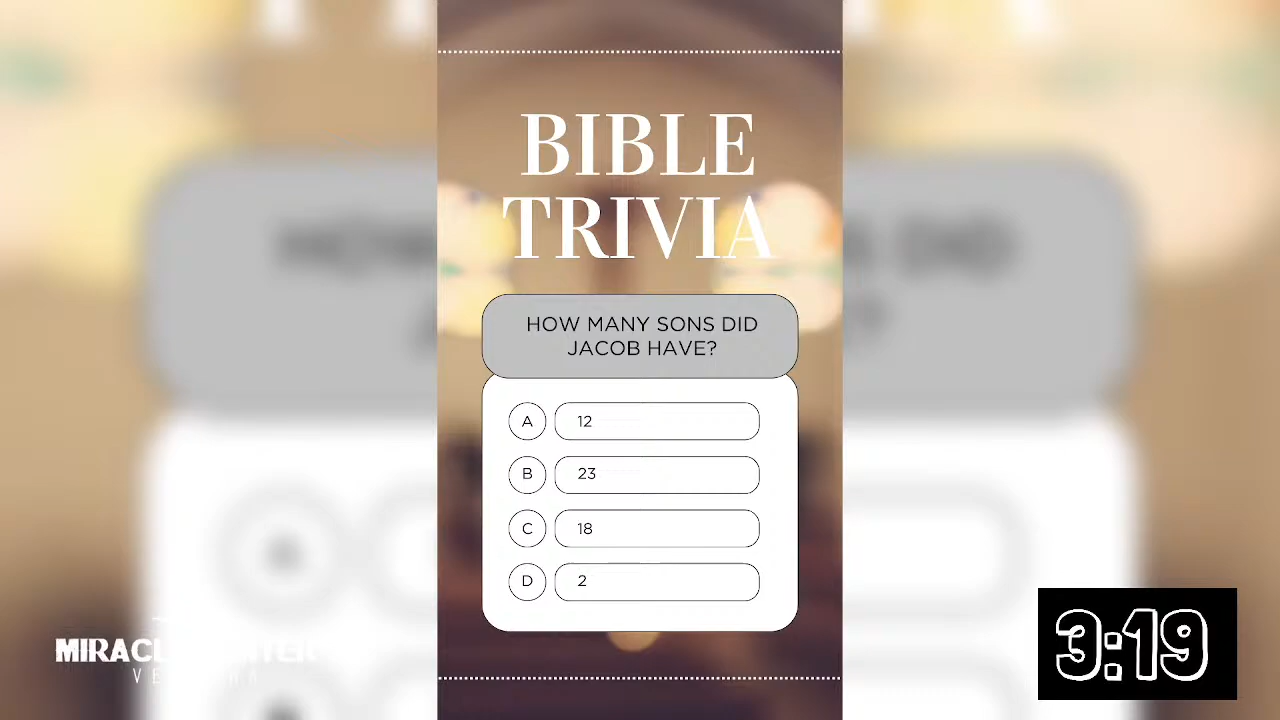 BIBLE
TRIVIA
HOW MANY SONS DID
JACOB HAVE?
A 12
B 23
C 18
D 2
3:19